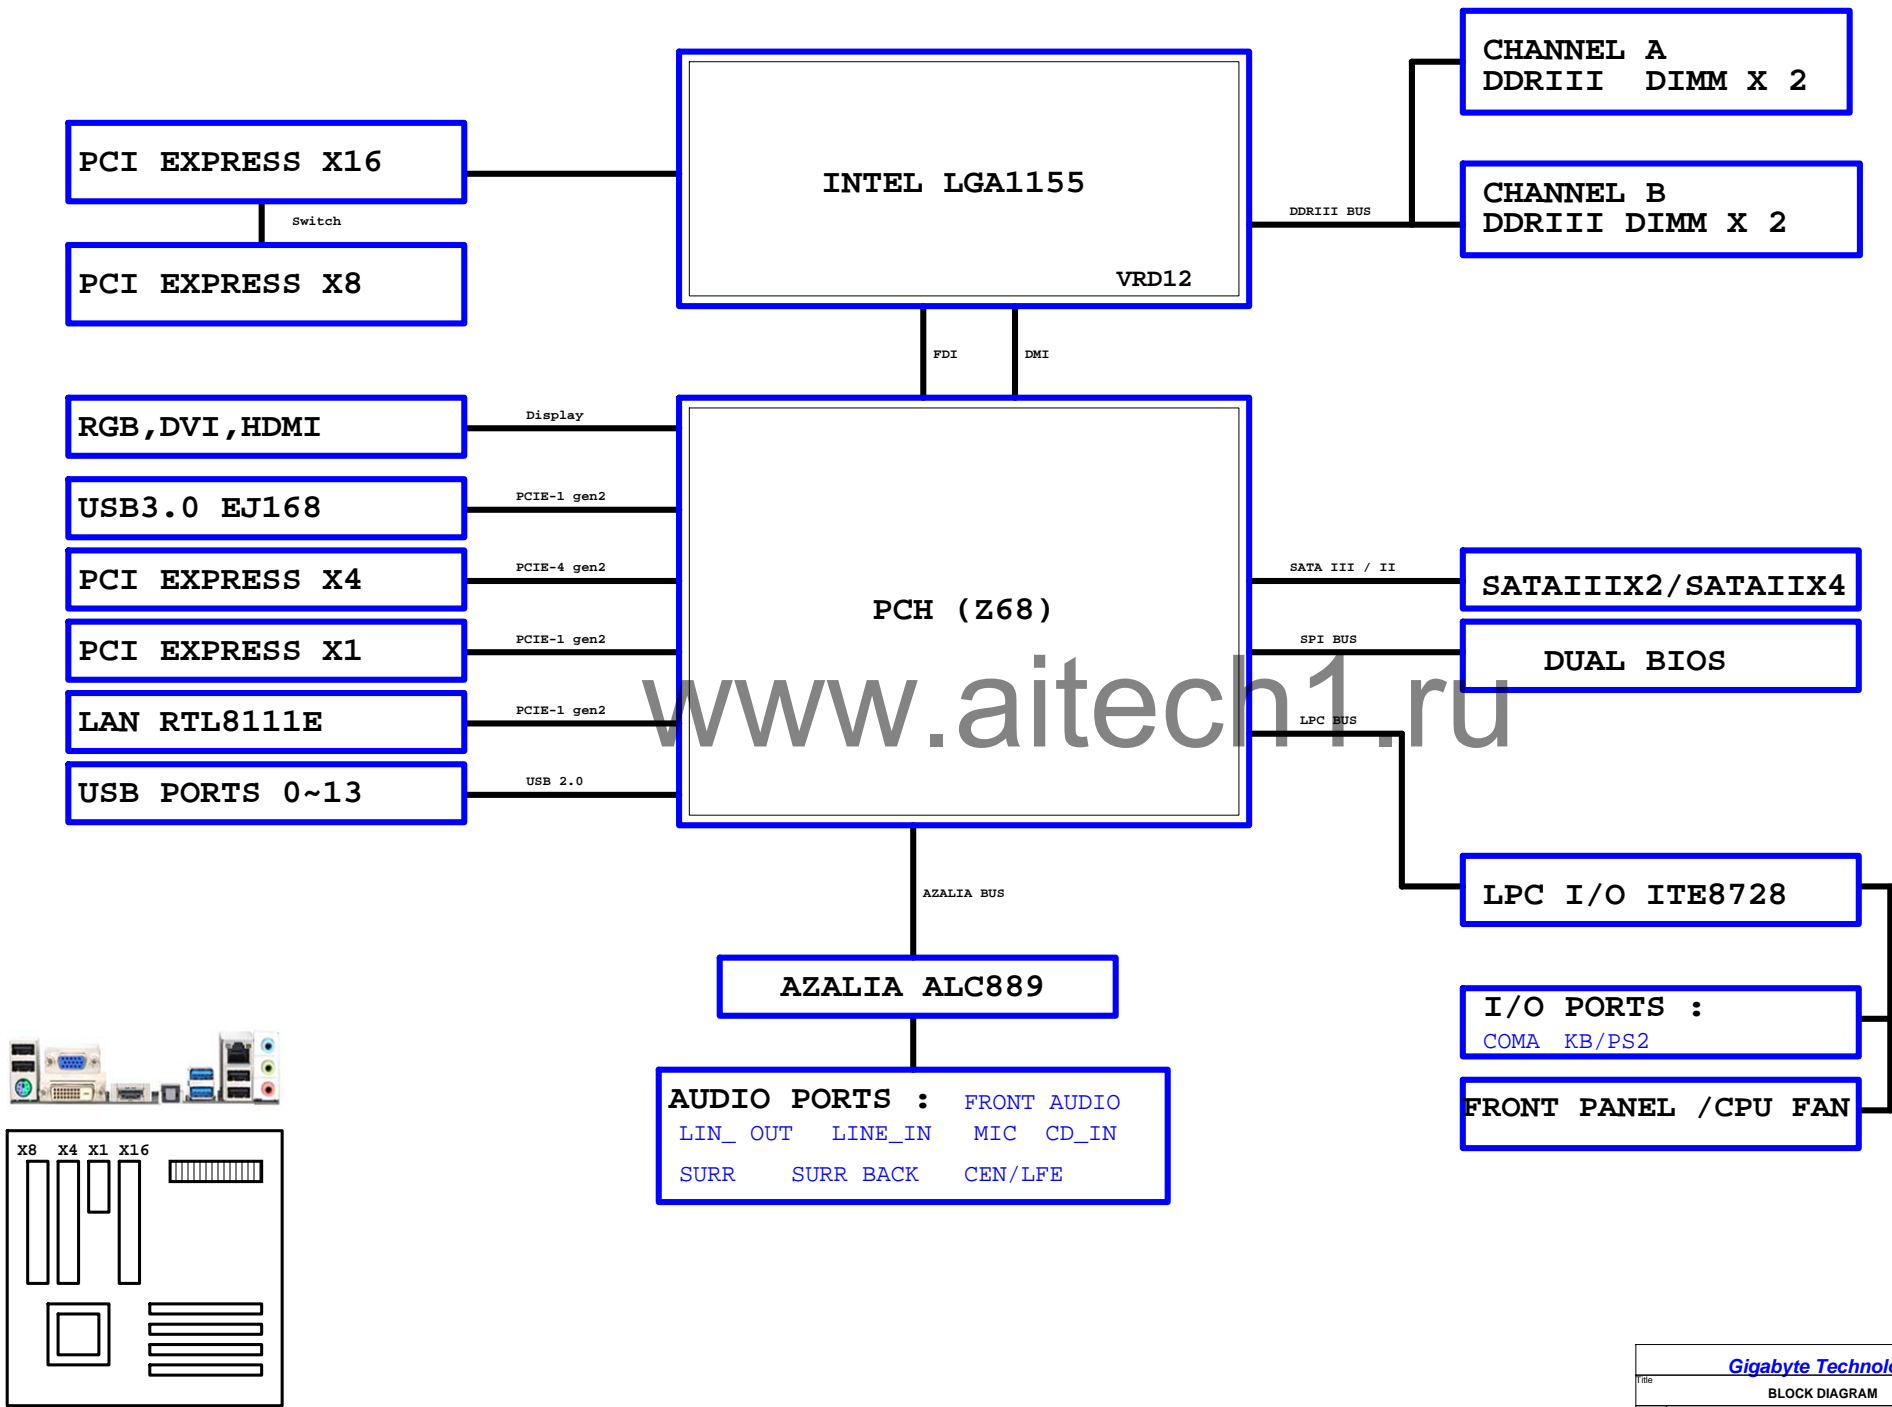 CHANNEL A
DDRIII DIMM X 2
PCI EXPRESS X16
INTEL LGA1155
CHANNEL B
DDRIII DIMM X 2
DDRIII BUS
Switch
PCI EXPRESS X8
VRD12
FDI
DMI
RGB,DVI,HDMI
Display
USB3.0 EJ168
PCIE-1 gen2
PCI EXPRESS X4
PCIE-4 gen2
PCH (Z68)
SATA III / II
SATAIIIX2/SATAIIX4
PCI EXPRESS X1
PCIE-1 gen2
SPI BUS
DUAL BIOS
www.aitech1.ru
LAN RTL8111E
PCIE-1 gen2
LPC BUS
USB PORTS 0~13
USB 2.0
AZALIA BUS
LPC I/O ITE8728
AZALIA ALC889
I/O PORTS :
COMA KB/PS2
AUDIO PORTS : FRONT AUDIO
LIN_ OUT LINE_IN MIC CD_IN
SURR SURR BACK CEN/LFE
FRONT PANEL /CPU FAN
X8 X4 X1 X16
Gigabyte Technolo
Title
BLOCK DIAGRAM